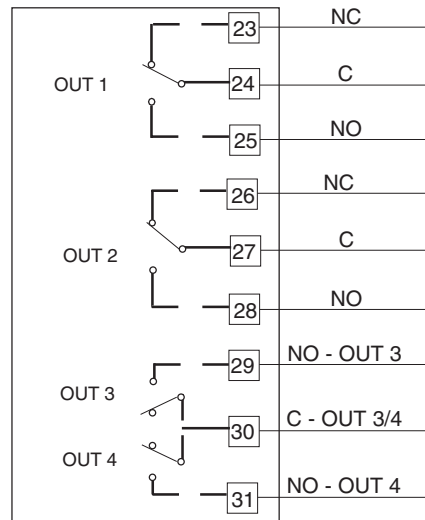 23 NC
OUT 1
24 C
25 NO
26 NC
OUT 2
27 C
28 NO
29 NO - OUT 3
OUT 3
30 C - OUT 3/4
OUT 4
31 NO - OUT 4